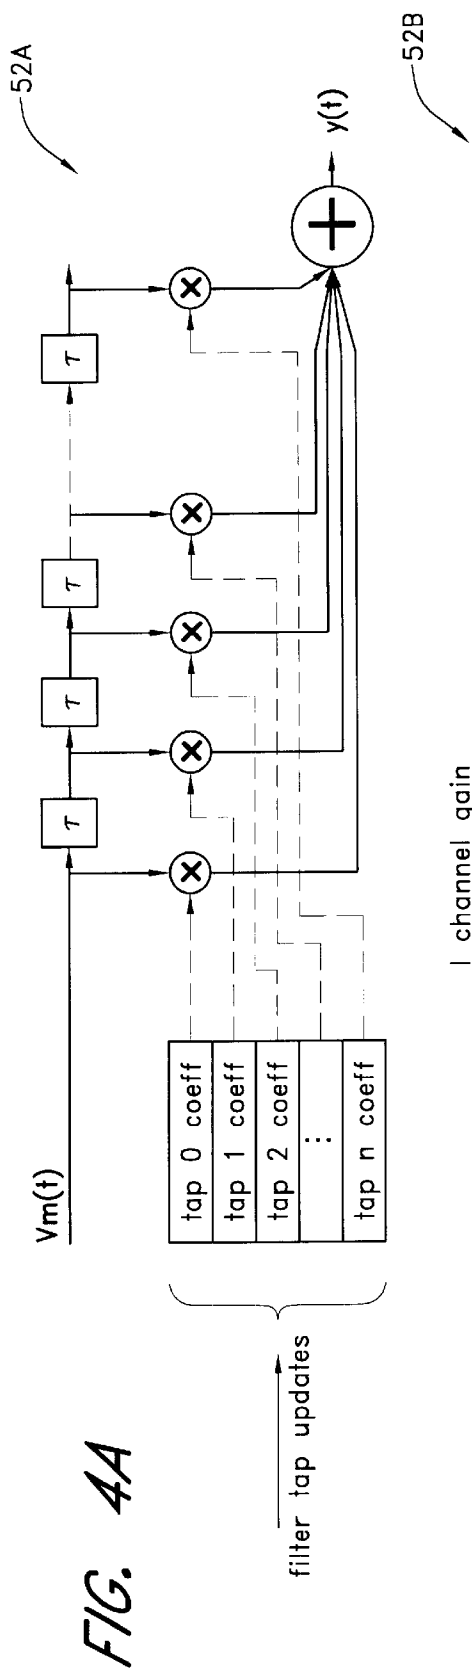 FIG. 4A
52A
Vm(t)
τ
τ
τ
τ
filter tap updates
tap 0 coeff
tap 1 coeff
tap 2 coeff
⋮
tap n coeff
×
×
×
×
×
+
y(t)
52B
I channel gain